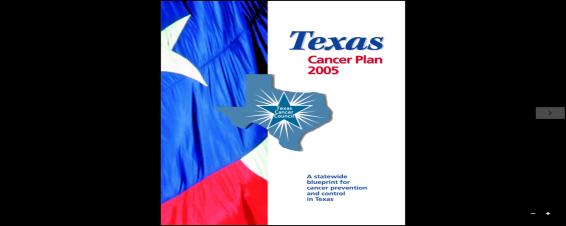 Texas
Cancer Plan
2005
Texas
Cancer
Council
A statewide
blueprint for
cancer prevention
and control
in Texas